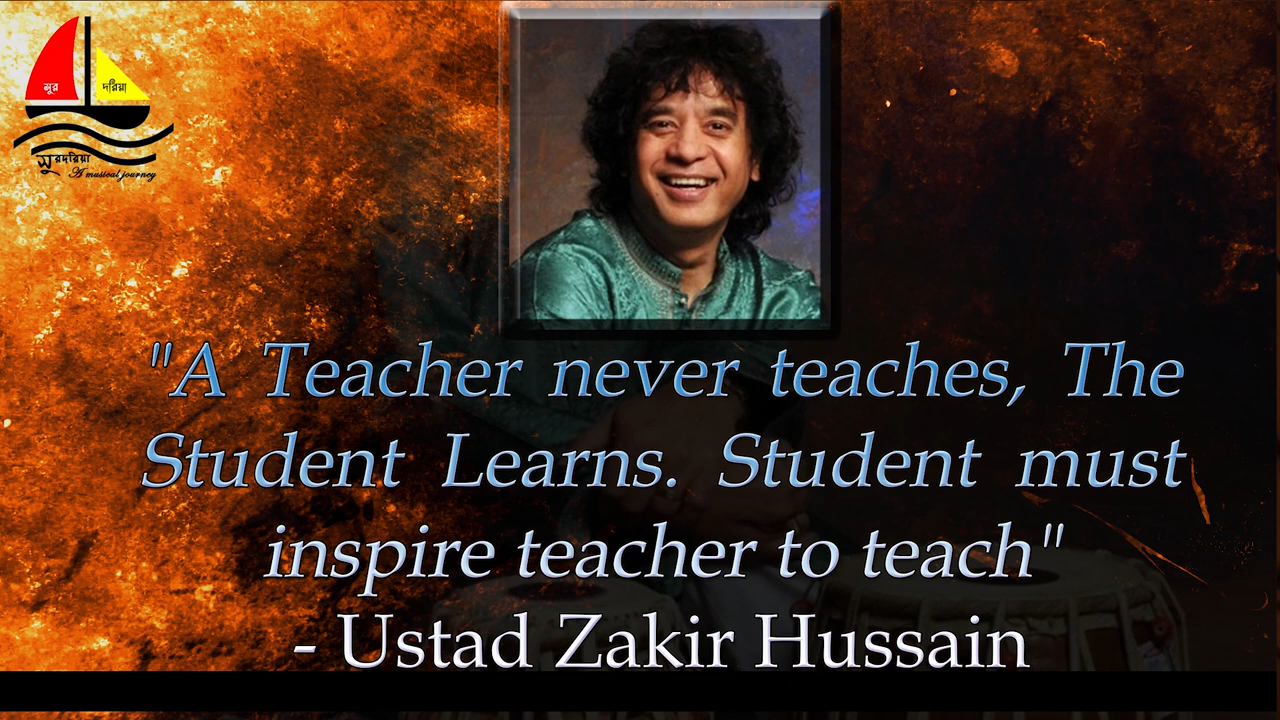 সুর দরিয়া
সুরদরিয়া
A musical journey
"A Teacher never teaches, The
Student Learns. Student must
inspire teacher to teach"
- Ustad Zakir Hussain